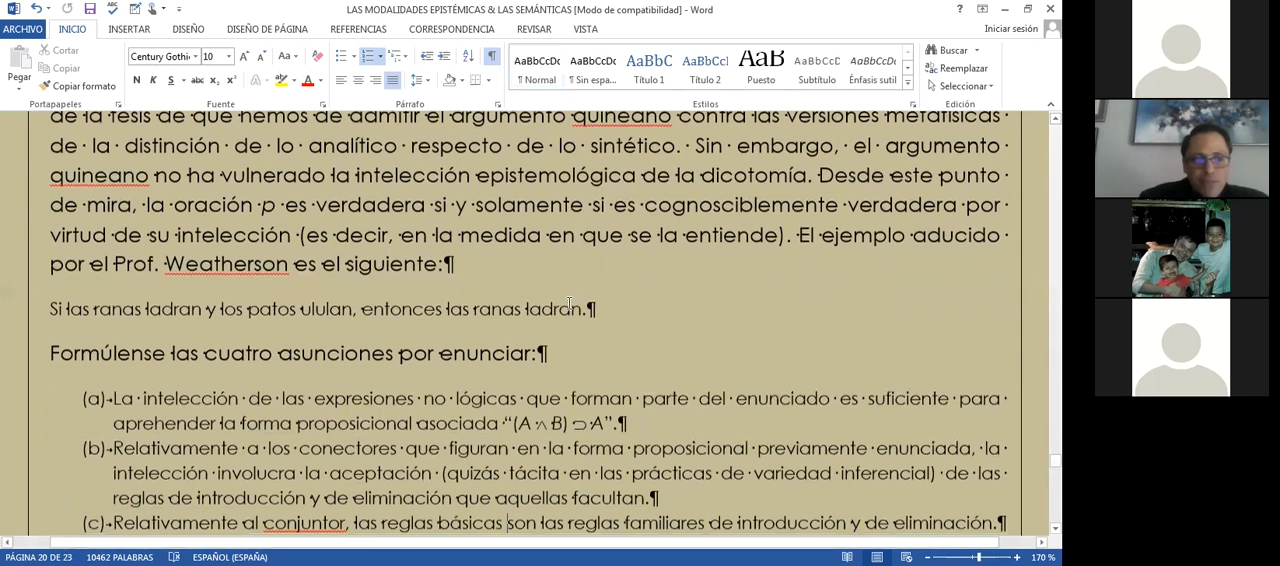 LAS MODALIDADES EPISTÉMICAS & LAS SEMÁNTICAS [Modo de compatibilidad] - Word
ARCHIVO INICIO INSERTAR DISEÑO DE PÁGINA REFERENCIAS CORRESPONDENCIA REVISAR VISTA Iniciar sesión
Pegar
Cortar
Copiar
Copiar formato
Century Gothi 10
N K S abc X₂ X²
AaBbCcDc AaBbCcDc AaBbC AaBbCcI AaB AaBbCcD AaBbCcDc
¶ Normal ¶ Sin espa... Título 1 Título 2 Puesto Subtítulo Énfasis sutil
Buscar
Reemplazar
Seleccionar
Portapapeles Fuente Párrafo Estilos Edición
de la tesis de que hemos de admitir el argumento quineano contra las versiones metafísicas
de la distinción de lo analítico respecto de lo sintético. Sin embargo, el argumento
quineano no ha vulnerado la intelección epistemológica de la dicotomía. Desde este punto
de mira, la oración p es verdadera si y solamente si es cognosciblemente verdadera por
virtud de su intelección (es decir, en la medida en que se la entiende). El ejemplo aducido
por el Prof. Weatherson es el siguiente:¶
Si las ranas ladran y los patos ululan, entonces las ranas ladran.¶
Formúlense las cuatro asunciones por enunciar:¶
(a) La intelección de las expresiones no lógicas que forman parte del enunciado es suficiente para
aprehender la forma proposicional asociada “(A ∧ B) ⊃ A”.¶
(b) Relativamente a los conectores que figuran en la forma proposicional previamente enunciada, la
intelección involucra la aceptación (quizás tácita en las prácticas de variedad inferencial) de las
reglas de introducción y de eliminación que aquellas facultan.¶
(c) Relativamente al conjuntor, las reglas básicas son las reglas familiares de introducción y de eliminación.¶
PÁGINA 20 DE 23 10462 PALABRAS ESPAÑOL (ESPAÑA) 170 %